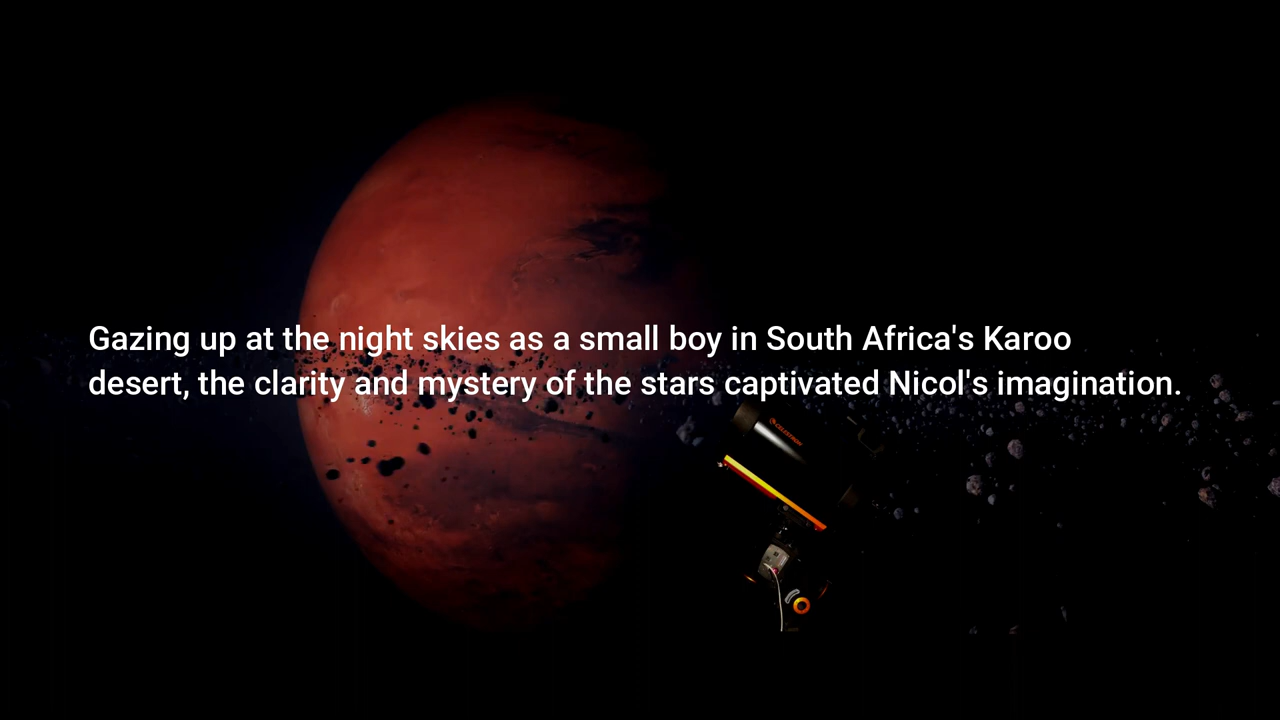 Gazing up at the night skies as a small boy in South Africa's Karoo
desert, the clarity and mystery of the stars captivated Nicol's imagination.
CELESTRON